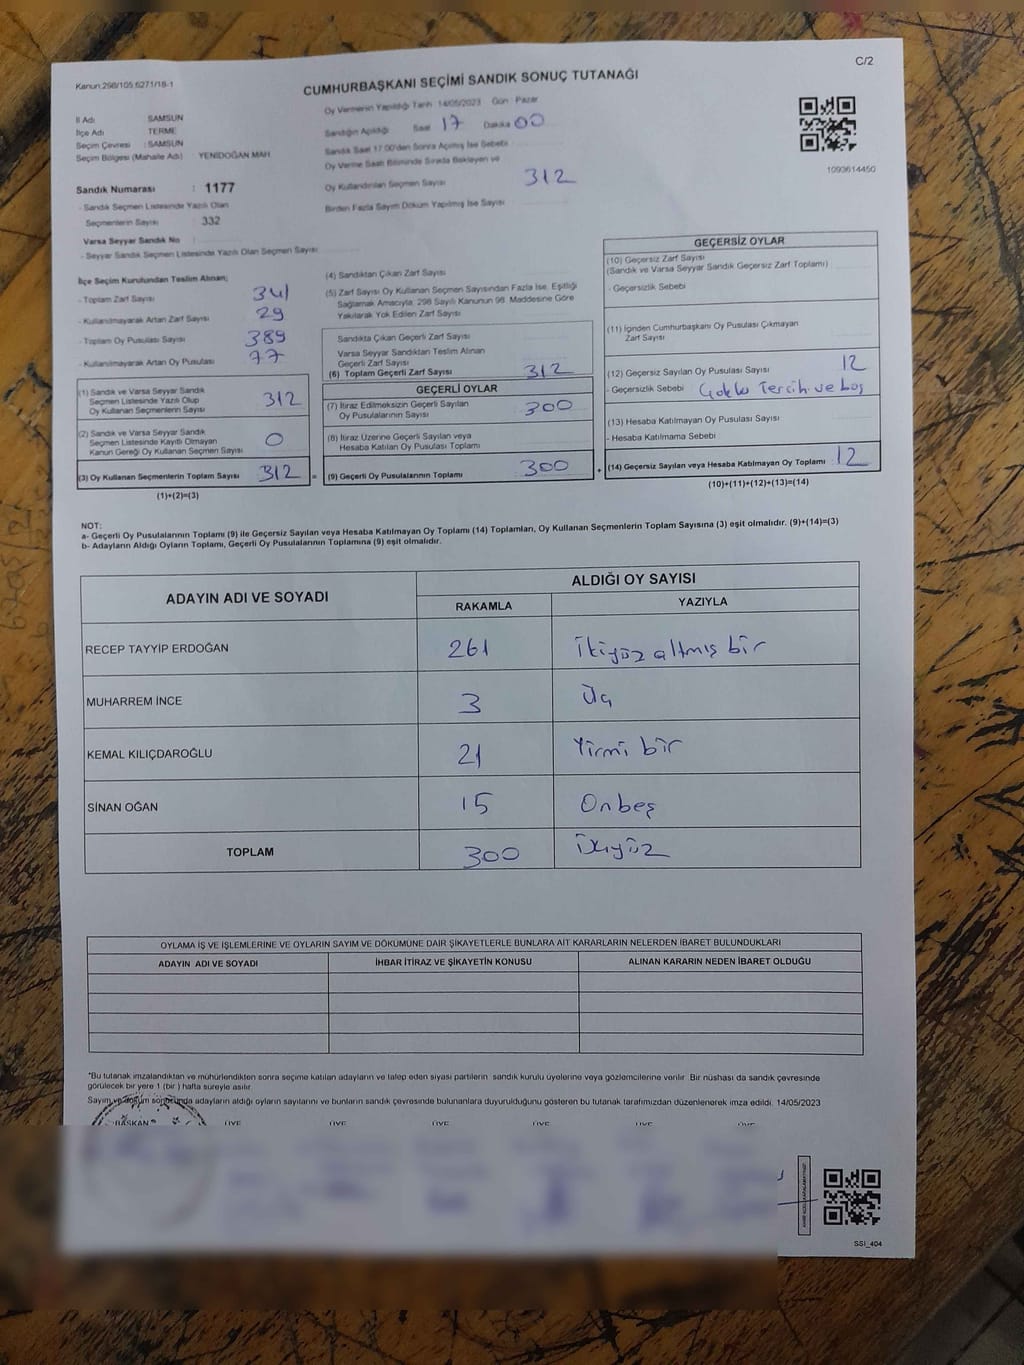 Kanun:298/105 6271/18-1
C/2
CUMHURBAŞKANI SEÇİMİ SANDIK SONUÇ TUTANAĞI
İl Adı : SAMSUN
İlçe Adı : TERME
Seçim Çevresi : SAMSUN
Seçim Bölgesi (Mahalle Adı) : YENİDOĞAN MAH
Sandık Numarası : 1177
- Sandık Seçmen Listesinde Yazılı Olan
Seçmenlerin Sayısı : 332
Varsa Seyyar Sandık No :
- Seyyar Sandık Seçmen Listesinde Yazılı Olan Seçmen Sayısı :
Oy Vermenin Yapıldığı Tarih : 14/05/2023 Gün : Pazar
Sandığın Açıldığı Saat 17 Dakika 00
Sandık Saat 17:00'den Sonra Açılmış İse Sebebi
Oy Verme Saati Bitiminde Sırada Bekleyen ve
Oy Kullandırılan Seçmen Sayısı 312
Birden Fazla Sayım Döküm Yapılmış İse Sayısı
1093614450
İlçe Seçim Kurulundan Teslim Alınan;
- Toplam Zarf Sayısı 341
- Kullanılmayarak Artan Zarf Sayısı 29
- Toplam Oy Pusulası Sayısı 389
- Kullanılmayarak Artan Oy Pusulası 77
(1) Sandık ve Varsa Seyyar Sandık
Seçmen Listesinde Yazılı Olup
Oy Kullanan Seçmenlerin Sayısı 312
(2) Sandık ve Varsa Seyyar Sandık
Seçmen Listesinde Kayıtlı Olmayan
Kanun Gereği Oy Kullanan Seçmen Sayısı 0
(3) Oy Kullanan Seçmenlerin Toplam Sayısı 312 =
(1)+(2)=(3)
(4) Sandıktan Çıkan Zarf Sayısı
(5) Zarf Sayısı Oy Kullanan Seçmen Sayısından Fazla İse, Eşitliği
Sağlamak Amacıyla, 298 Sayılı Kanunun 98. Maddesine Göre
Yakılarak Yok Edilen Zarf Sayısı
Sandıkta Çıkan Geçerli Zarf Sayısı
Varsa Seyyar Sandıktan Teslim Alınan
Geçerli Zarf Sayısı
(6) Toplam Geçerli Zarf Sayısı 312
GEÇERLİ OYLAR
(7) İtiraz Edilmeksizin Geçerli Sayılan
Oy Pusulalarının Sayısı 300
(8) İtiraz Üzerine Geçerli Sayılan veya
Hesaba Katılan Oy Pusulası Toplamı
(9) Geçerli Oy Pusulalarının Toplamı 300 +
GEÇERSİZ OYLAR
(10) Geçersiz Zarf Sayısı
(Sandık ve Varsa Seyyar Sandık Geçersiz Zarf Toplamı)
- Geçersizlik Sebebi
(11) İçinden Cumhurbaşkanı Oy Pusulası Çıkmayan
Zarf Sayısı
(12) Geçersiz Sayılan Oy Pusulası Sayısı 12
- Geçersizlik Sebebi Çoklu Tercih ve boş
(13) Hesaba Katılmayan Oy Pusulası Sayısı
- Hesaba Katılmama Sebebi
(14) Geçersiz Sayılan veya Hesaba Katılmayan Oy Toplamı 12
(10)+(11)+(12)+(13)=(14)
NOT:
a- Geçerli Oy Pusulalarının Toplamı (9) ile Geçersiz Sayılan veya Hesaba Katılmayan Oy Toplamı (14) Toplamları, Oy Kullanan Seçmenlerin Toplam Sayısına (3) eşit olmalıdır. (9)+(14)=(3)
b- Adayların Aldığı Oyların Toplamı, Geçerli Oy Pusulalarının Toplamına (9) eşit olmalıdır.
ADAYIN ADI VE SOYADI
ALDIĞI OY SAYISI
RAKAMLA YAZIYLA
RECEP TAYYİP ERDOĞAN 261 İkiyüz altmış bir
MUHARREM İNCE 3 Üç
KEMAL KILIÇDAROĞLU 21 Yirmi bir
SİNAN OĞAN 15 Onbeş
TOPLAM 300
OYLAMA İŞ VE İŞLEMLERİNE VE OYLARIN SAYIM VE DÖKÜMÜNE DAİR ŞİKAYETLERLE BUNLARA AİT KARARLARIN NELERDEN İBARET BULUNDUKLARI
ADAYIN ADI VE SOYADI İHBAR İTİRAZ VE ŞİKAYETİN KONUSU ALINAN KARARIN NEDEN İBARET OLDUĞU
*Bu tutanak imzalandıktan ve mühürlendikten sonra seçime katılan adayların ve talep eden siyasi partilerin sandık kurulu üyelerine veya gözlemcilerine verilir. Bir nüshası da sandık çevresinde
görülecek bir yere 1 (bir ) hafta süreyle asılır.
Sayım ve döküm sonucunda adayların aldığı oyların sayılarını ve bunların sandık çevresinde bulunanlara duyurulduğunu gösteren bu tutanak tarafımızdan düzenlenerek imza edildi. 14/05/2023
BAŞKAN ÜYE ÜYE ÜYE ÜYE ÜYE ÜYE
SSI_404